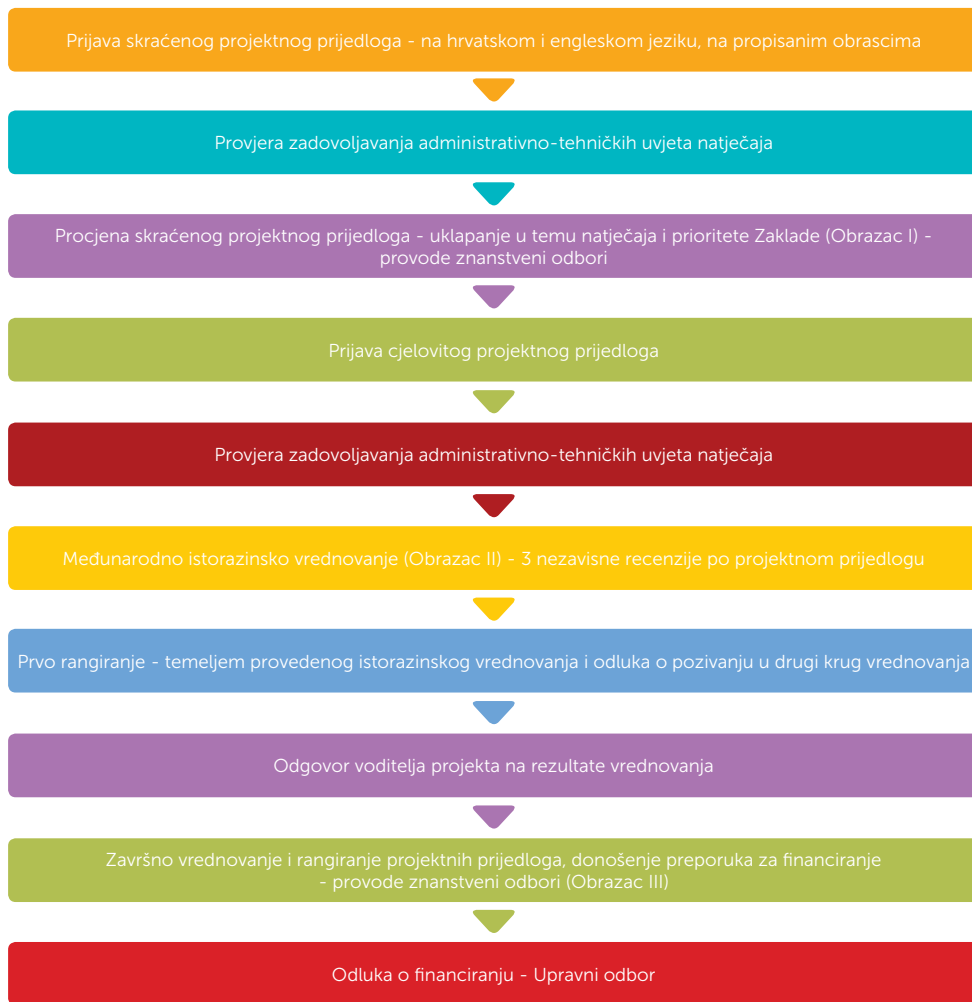 Prijava skraćenog projektnog prijedloga - na hrvatskom i engleskom jeziku, na propisanim obrascima
Provjera zadovoljavanja administrativno-tehničkih uvjeta natječaja
Procjena skraćenog projektnog prijedloga - uklapanje u temu natječaja i prioritete Zaklade (Obrazac I) -
provode znanstveni odbori
Prijava cjelovitog projektnog prijedloga
Provjera zadovoljavanja administrativno-tehničkih uvjeta natječaja
Međunarodno istorazinsko vrednovanje (Obrazac II) - 3 nezavisne recenzije po projektnom prijedlogu
Prvo rangiranje - temeljem provedenog istorazinskog vrednovanja i odluka o pozivanju u drugi krug vrednovanja
Odgovor voditelja projekta na rezultate vrednovanja
Završno vrednovanje i rangiranje projektnih prijedloga, donošenje preporuka za financiranje
- provode znanstveni odbori (Obrazac III)
Odluka o financiranju - Upravni odbor